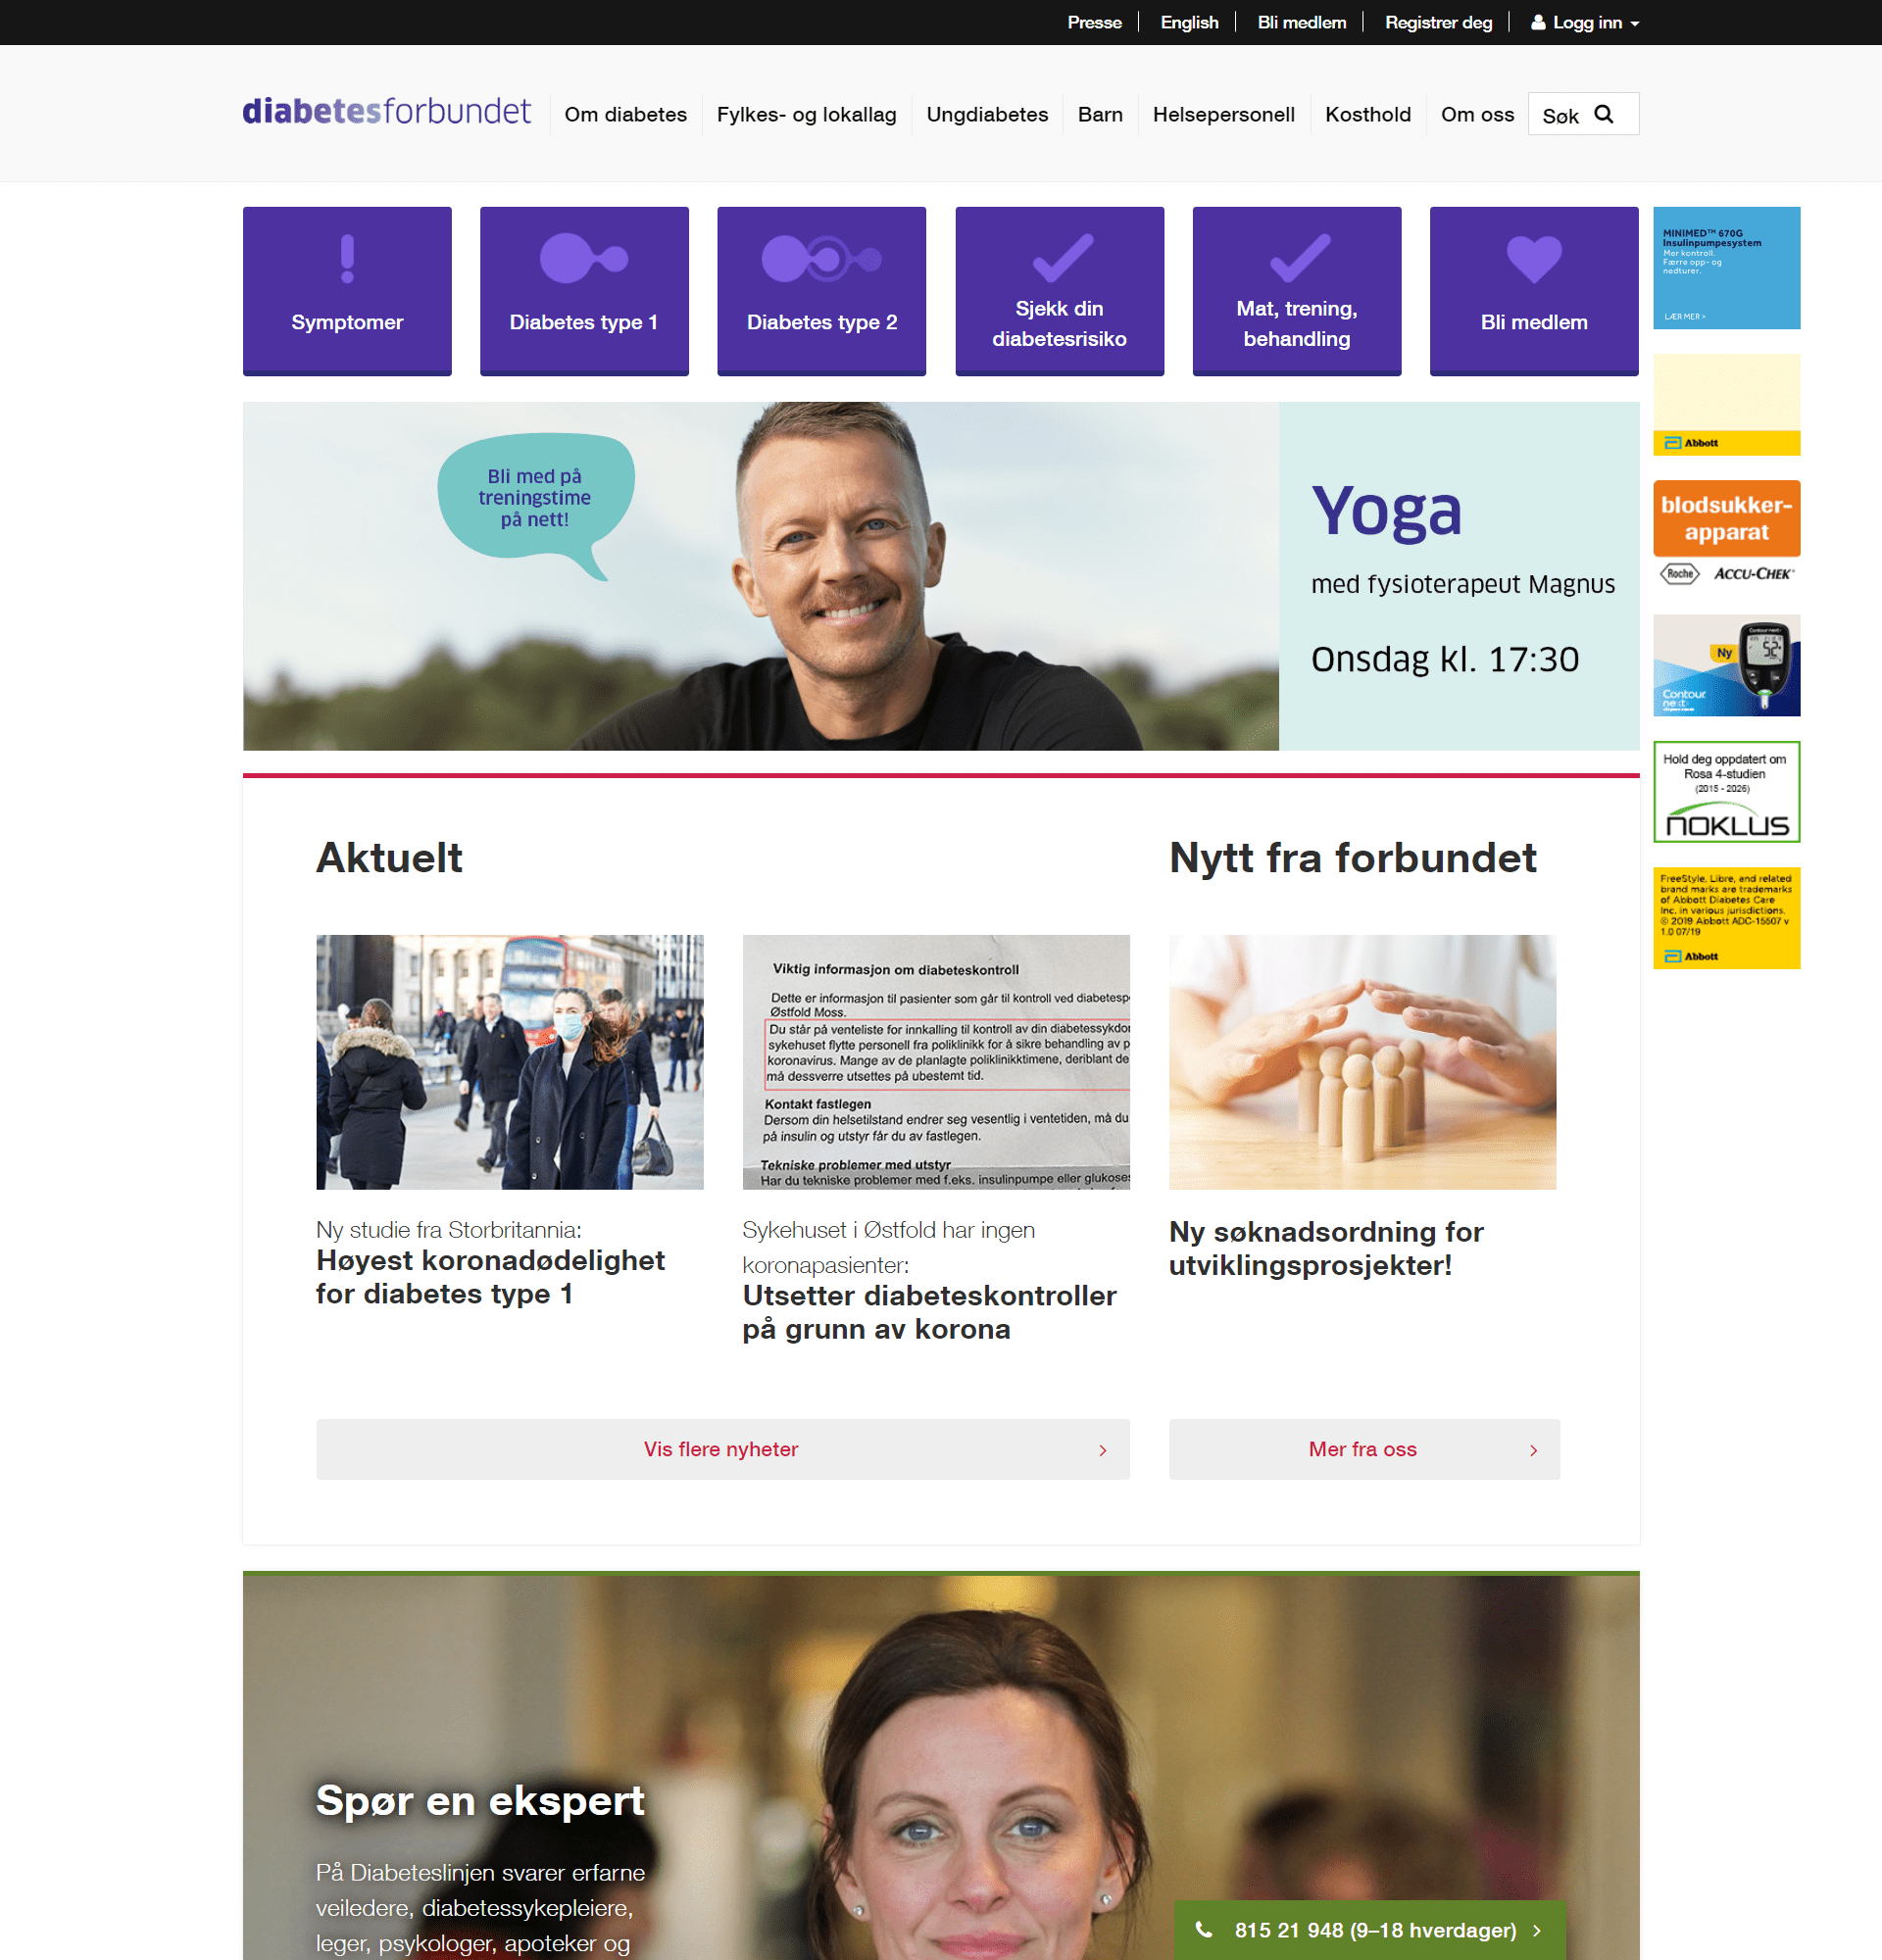 Presse
English
Bli medlem
Registrer deg
Logg inn
diabetesforbundet
Om diabetes
Fylkes- og lokallag
Ungdiabetes
Barn
Helsepersonell
Kosthold
Om oss
Søk
Symptomer
Diabetes type 1
Diabetes type 2
Sjekk din
diabetesrisiko
Mat, trening,
behandling
Bli medlem
MINIMED™ 670G
Insulinpumpesystem
Mer kontroll.
Færre opp- og
nedturer.
LÆR MER >
Abbott
blodsukker-
apparat
Roche
ACCU-CHEK®
Contour next
52
Ny
Contour
next
Hold deg oppdatert om
Rosa 4-studien
(2015 - 2026)
NOKLUS
FreeStyle, Libre, and related
brand marks are trademarks
of Abbott Diabetes Care
Inc. in various jurisdictions.
© 2019 Abbott ADC-15507 v
1.0 07/19
Abbott
Bli med på
treningstime
på nett!
Yoga
med fysioterapeut Magnus
Onsdag kl. 17:30
Aktuelt
Nytt fra forbundet
Viktig informasjon om diabeteskontroll
Dette er informasjon til pasienter som går til kontroll ved diabetesp
Østfold Moss.
Du står på venteliste for innkalling til kontroll av din diabetessykdo
sykehuset flytte personell fra poliklinikk for å sikre behandling av p
koronavirus. Mange av de planlagte poliklinikktimene, deriblant de
må dessverre utsettes på ubestemt tid.
Kontakt fastlegen
Dersom din helsetilstand endrer seg vesentlig i ventetiden, må du
på insulin og utstyr får du av fastlegen.
Tekniske problemer med utstyr
Har du tekniske problemer med f.eks. insulinpumpe eller glukoses
Ny studie fra Storbritannia:
Høyest koronadødelighet
for diabetes type 1
Sykehuset i Østfold har ingen
koronapasienter:
Utsetter diabeteskontroller
på grunn av korona
Ny søknadsordning for
utviklingsprosjekter!
Vis flere nyheter
Mer fra oss
Spør en ekspert
På Diabeteslinjen svarer erfarne
veiledere, diabetessykepleiere,
leger, psykologer, apoteker og
815 21 948 (9–18 hverdager)